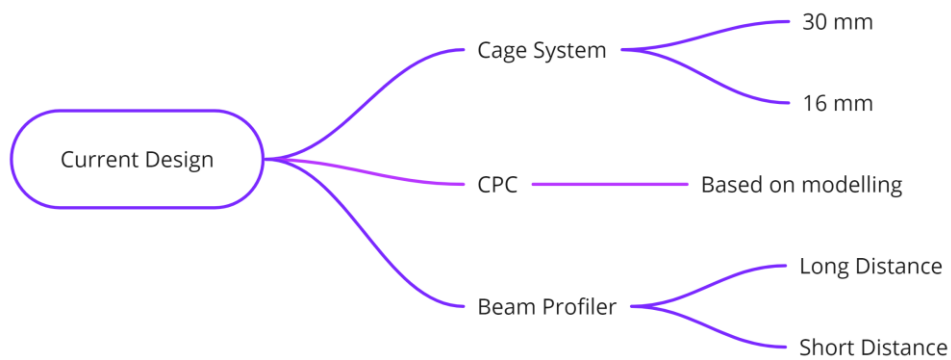 Current Design
Cage System
30 mm
16 mm
CPC
Based on modelling
Beam Profiler
Long Distance
Short Distance